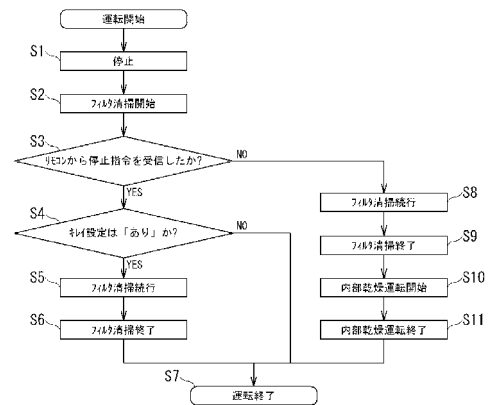 運転開始
S1
停止
S2
フィルタ清掃開始
S3
リモコンから停止指令を受信したか?
NO
YES
S8
フィルタ清掃続行
S4
キレイ設定は「あり」か?
NO
YES
S9
フィルタ清掃終了
S5
フィルタ清掃続行
S10
内部乾燥運転開始
S6
フィルタ清掃終了
S11
内部乾燥運転終了
S7
運転終了